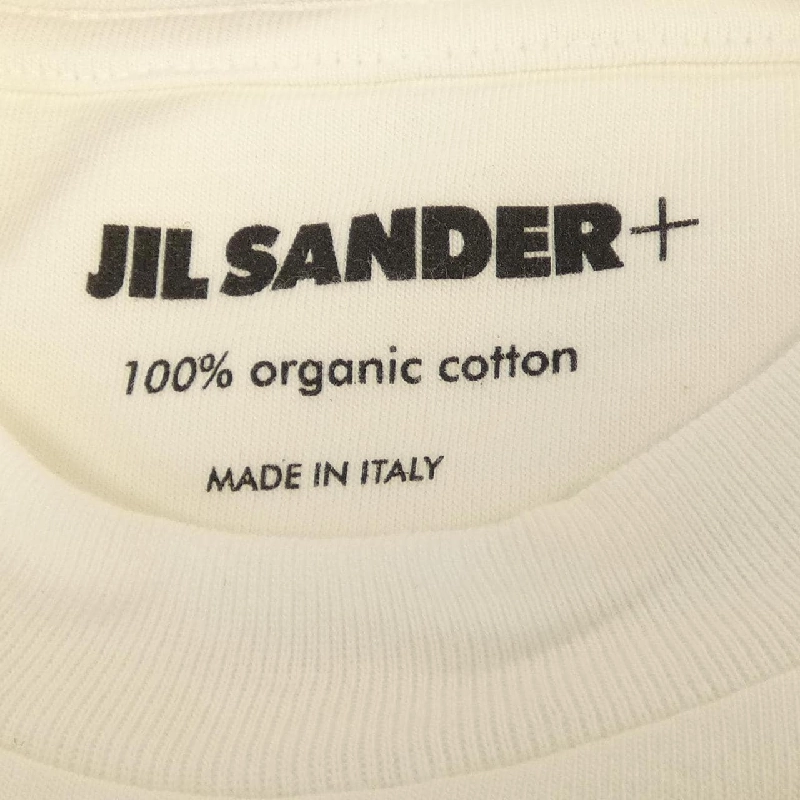 JIL SANDER+
100% organic cotton
MADE IN ITALY